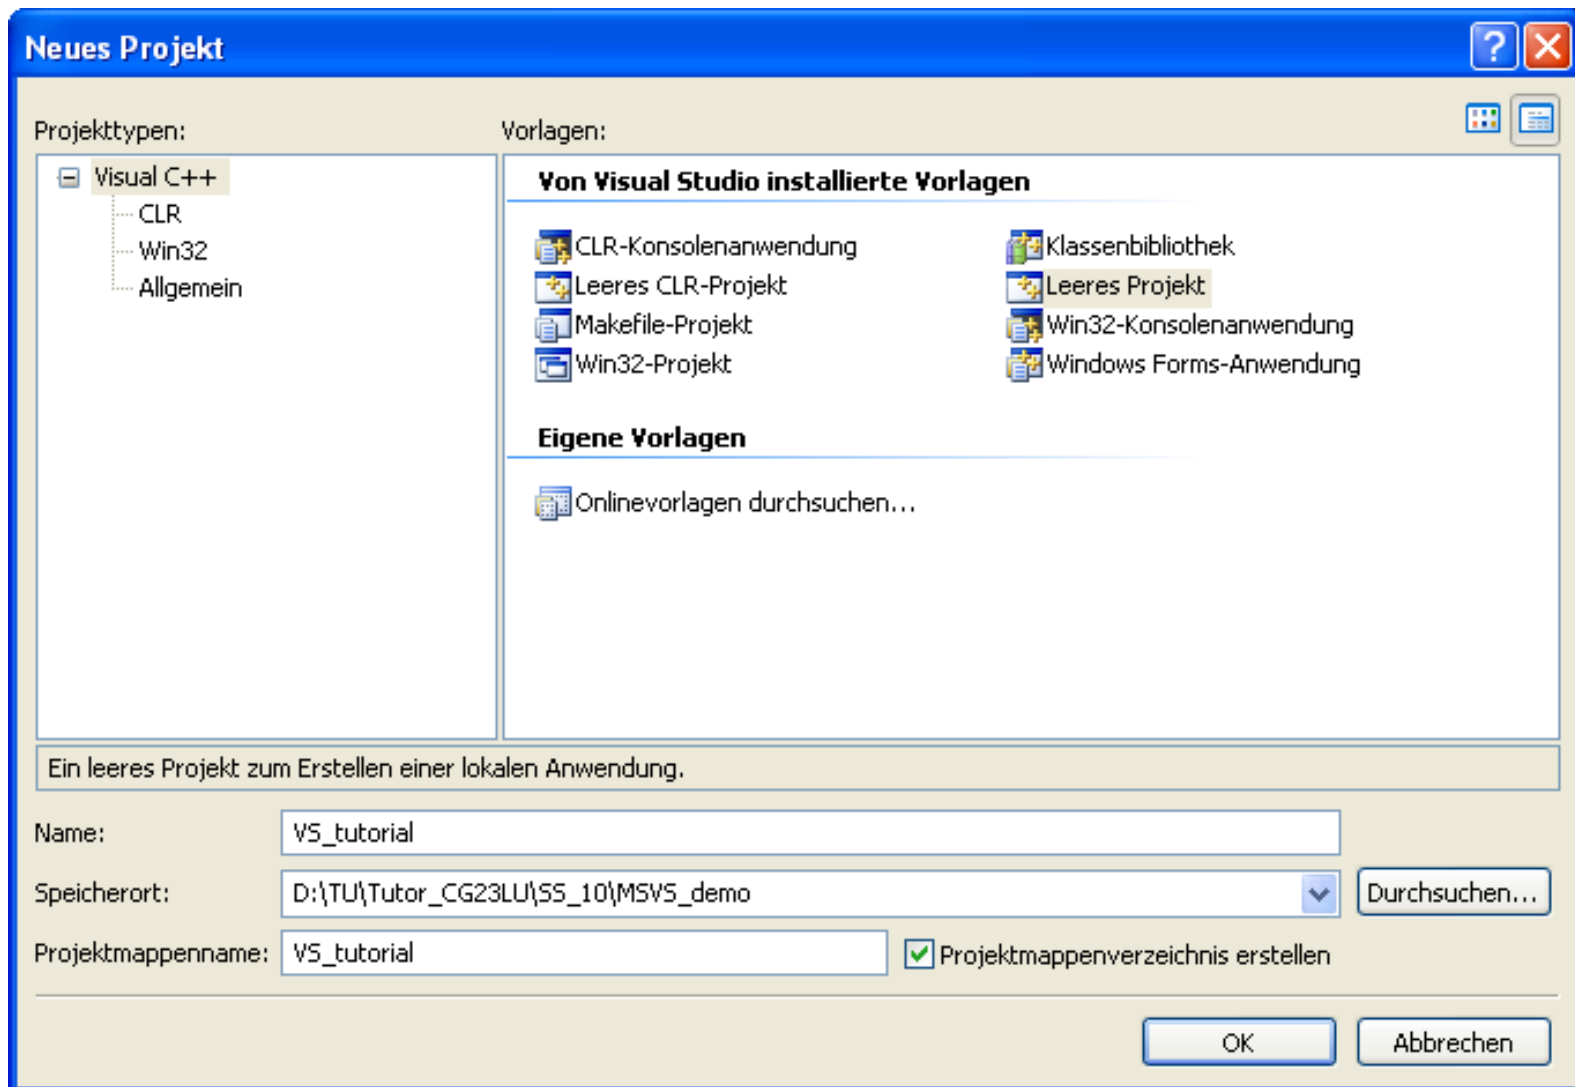 Neues Projekt
Projekttypen:
Vorlagen:
Visual C++
CLR
Win32
Allgemein
Von Visual Studio installierte Vorlagen
CLR-Konsolenanwendung
Klassenbibliothek
Leeres CLR-Projekt
Leeres Projekt
Makefile-Projekt
Win32-Konsolenanwendung
Win32-Projekt
Windows Forms-Anwendung
Eigene Vorlagen
Onlinevorlagen durchsuchen...
Ein leeres Projekt zum Erstellen einer lokalen Anwendung.
Name:
VS_tutorial
Speicherort:
D:\TU\Tutor_CG23LU\SS_10\MSVS_demo
Durchsuchen...
Projektmappenname:
VS_tutorial
Projektmappenverzeichnis erstellen
OK
Abbrechen